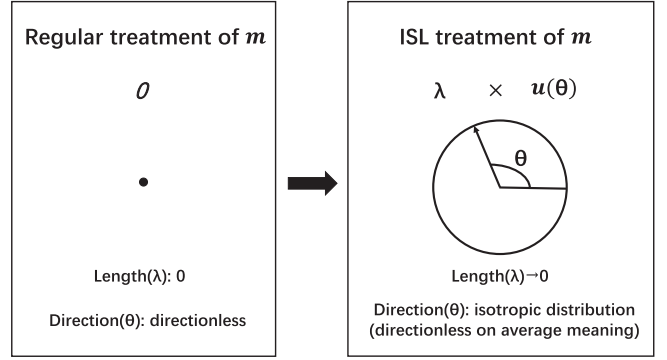 Regular treatment of m
0
Length(λ): 0
Direction(θ): directionless
ISL treatment of m
λ × u(θ)
θ
Length(λ)→0
Direction(θ): isotropic distribution
(directionless on average meaning)